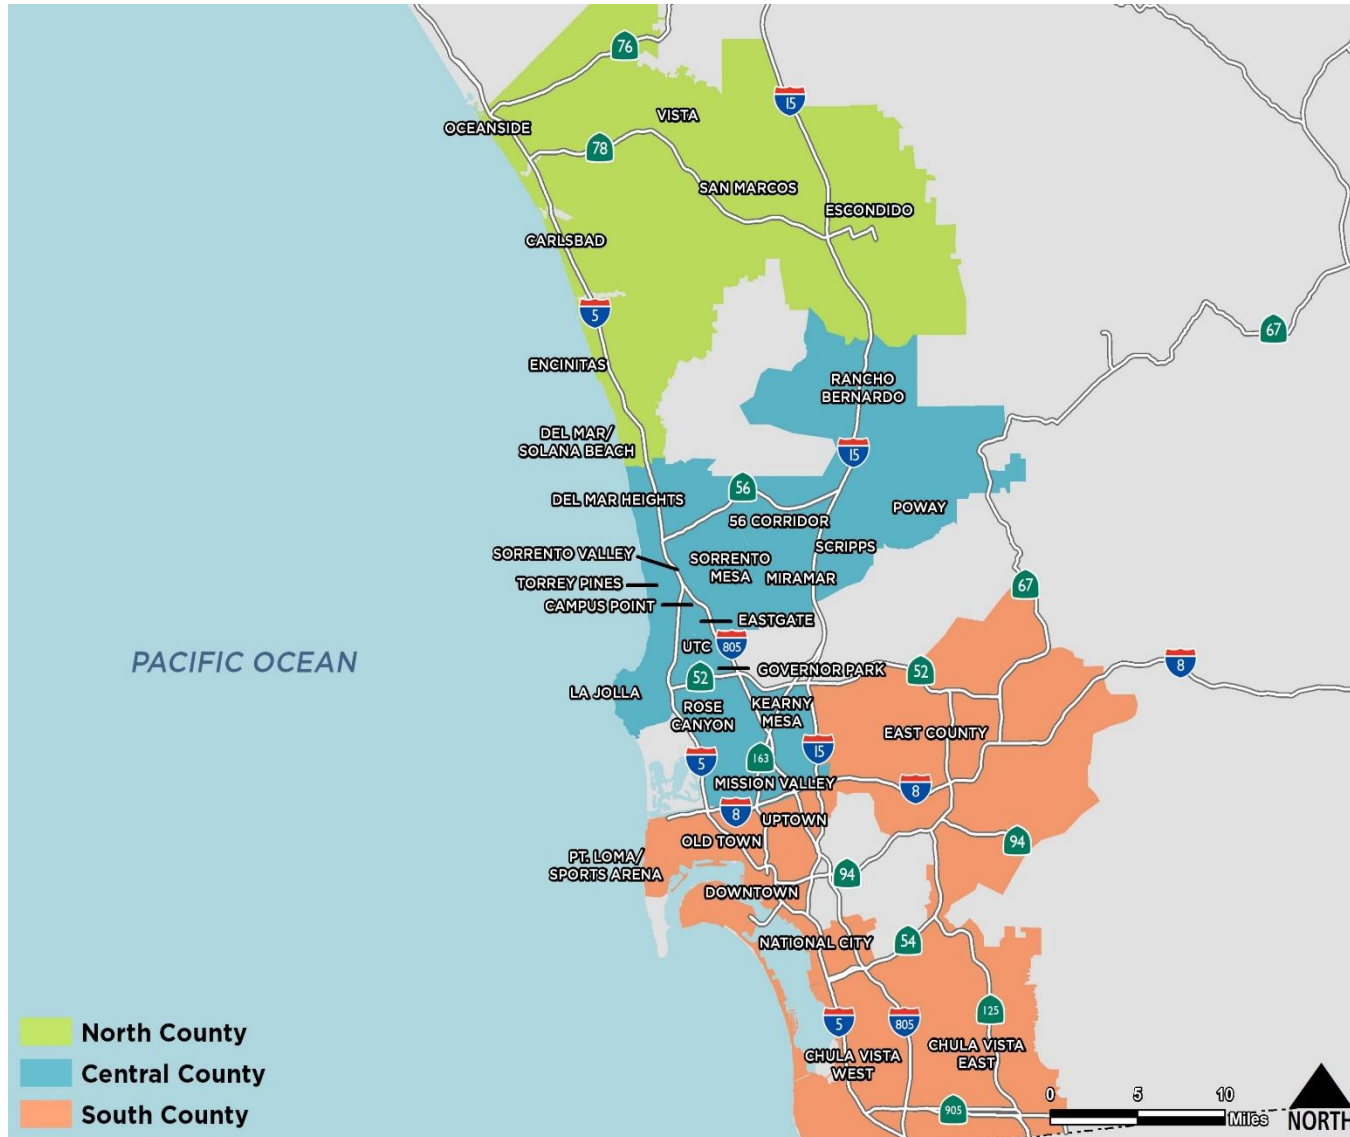 76
15
VISTA
OCEANSIDE
78
SAN MARCOS
ESCONDIDO
CARLSBAD
5
67
ENCINITAS
RANCHO
BERNARDO
DEL MAR/
SOLANA BEACH
15
56
DEL MAR HEIGHTS
POWAY
56 CORRIDOR
SORRENTO VALLEY
SORRENTO
MESA
SCRIPPS
MIRAMAR
TORREY PINES
67
CAMPUS POINT
EASTGATE
UTC
805
PACIFIC OCEAN
8
GOVERNOR PARK
52
52
LA JOLLA
ROSE
CANYON
KEARNY
MESA
EAST COUNTY
15
163
5
MISSION VALLEY
8
8
UPTOWN
OLD TOWN
94
PT. LOMA/
SPORTS ARENA
94
DOWNTOWN
NATIONAL CITY
54
125
5
805
CHULA VISTA
WEST
CHULA VISTA
EAST
905
North County
Central County
South County
0 5 10
Miles
NORTH